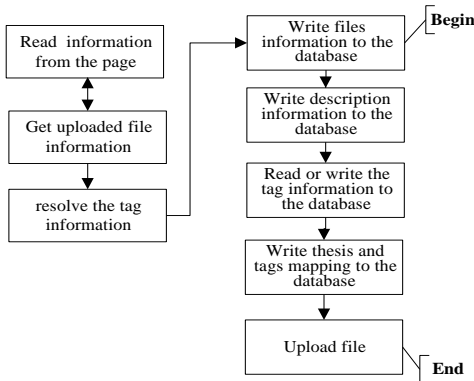 Read information
from the page
Get uploaded file
information
resolve the tag
information
Write files
information to the
database
Begin
Write description
information to the
database
Read or write the
tag information to
the database
Write thesis and
tags mapping to the
database
Upload file
End